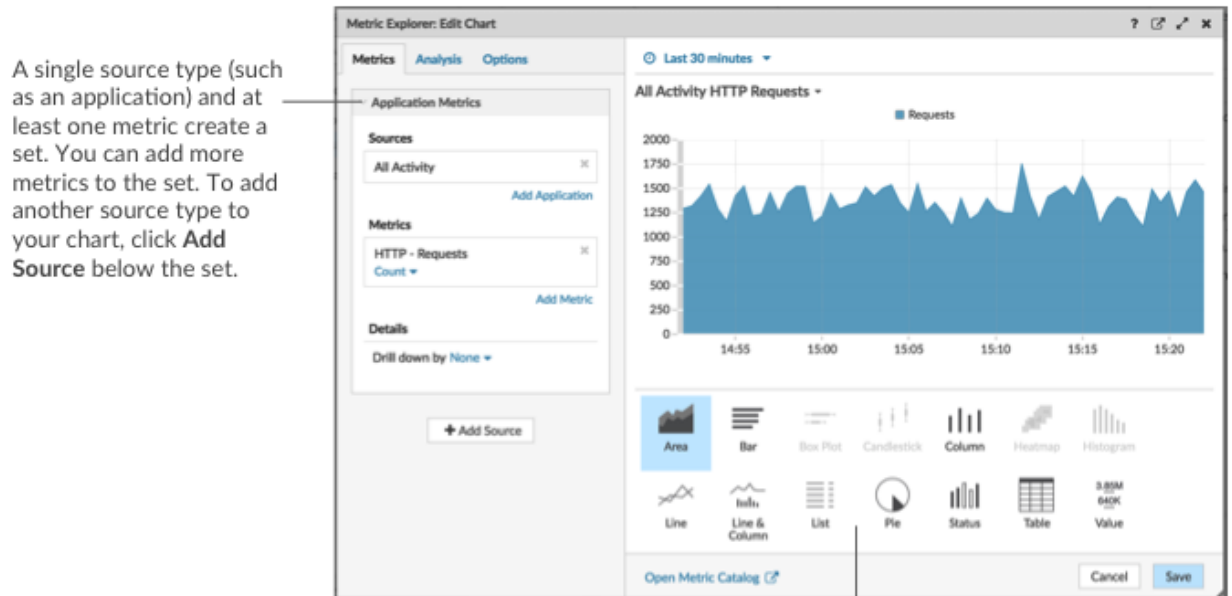 A single source type (such
as an application) and at
least one metric create a
set. You can add more
metrics to the set. To add
another source type to
your chart, click Add
Source below the set.
Metric Explorer: Edit Chart
?
Metrics Analysis Options
Application Metrics
Sources
All Activity
Add Application
Metrics
HTTP - Requests
Count
Add Metric
Details
Drill down by None
+ Add Source
Last 30 minutes
All Activity HTTP Requests
Requests
2000
1750
1500
1250
1000
750
500
250
0
14:55 15:00 15:05 15:10 15:15 15:20
Area Bar Box Plot Candlestick Column Heatmap Histogram
3.85M
640K
Line Line & Column List Pie Status Table Value
Open Metric Catalog
Cancel Save